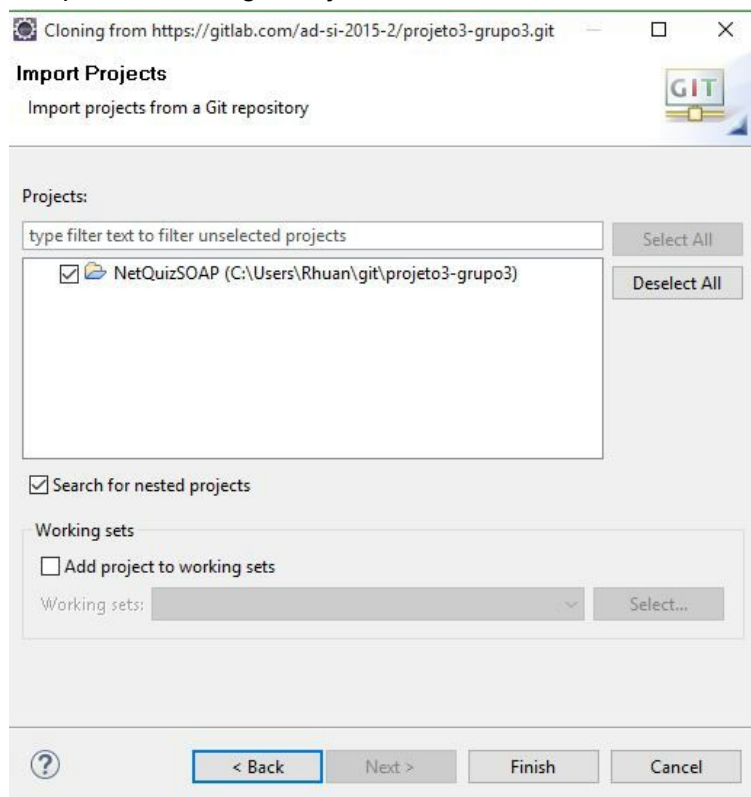 Cloning from https://gitlab.com/ad-si-2015-2/projeto3-grupo3.git
Import Projects
Import projects from a Git repository
GIT
Projects:
type filter text to filter unselected projects
Select All
NetQuizSOAP (C:\Users\Rhuan\git\projeto3-grupo3)
Deselect All
Search for nested projects
Working sets
Add project to working sets
Working sets:
Select...
?
< Back
Next >
Finish
Cancel